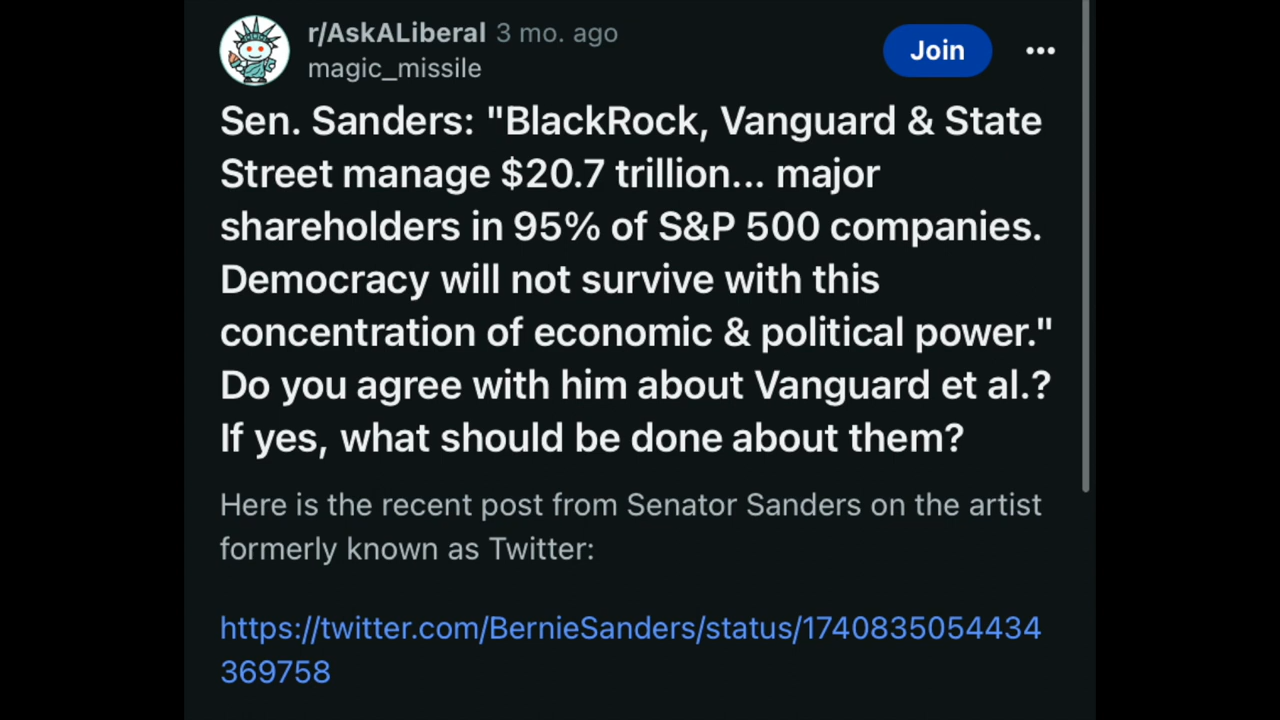 r/AskALiberal 3 mo. ago
magic_missile
Join
Sen. Sanders: "BlackRock, Vanguard & State
Street manage $20.7 trillion... major
shareholders in 95% of S&P 500 companies.
Democracy will not survive with this
concentration of economic & political power."
Do you agree with him about Vanguard et al.?
If yes, what should be done about them?
Here is the recent post from Senator Sanders on the artist
formerly known as Twitter:
https://twitter.com/BernieSanders/status/1740835054434
369758